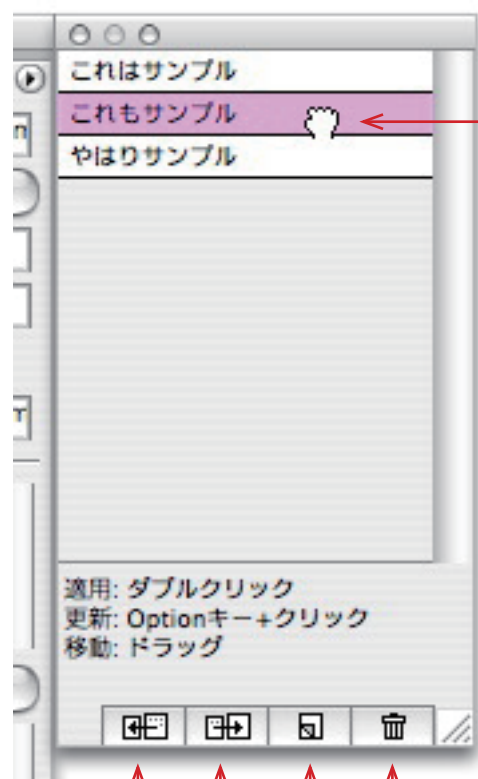 これはサンプル
これもサンプル
やはりサンプル
適用: ダブルクリック
更新: Optionキー+クリック
移動: ドラッグ